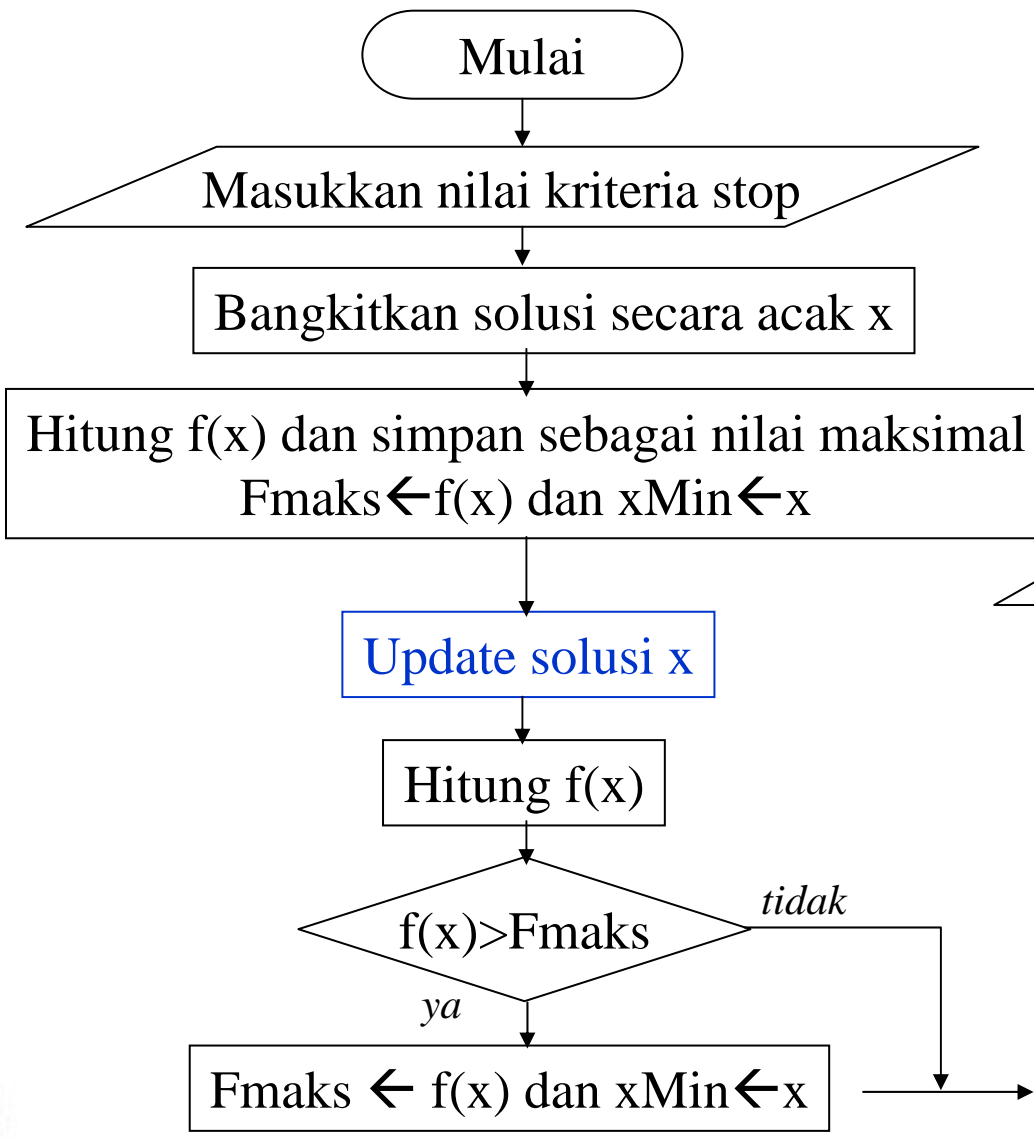 Mulai
Masukkan nilai kriteria stop
Bangkitkan solusi secara acak x
Hitung f(x) dan simpan sebagai nilai maksimal
Fmaks←f(x) dan xMin←x
Update solusi x
Hitung f(x)
f(x)>Fmaks
tidak
ya
Fmaks ← f(x) dan xMin←x